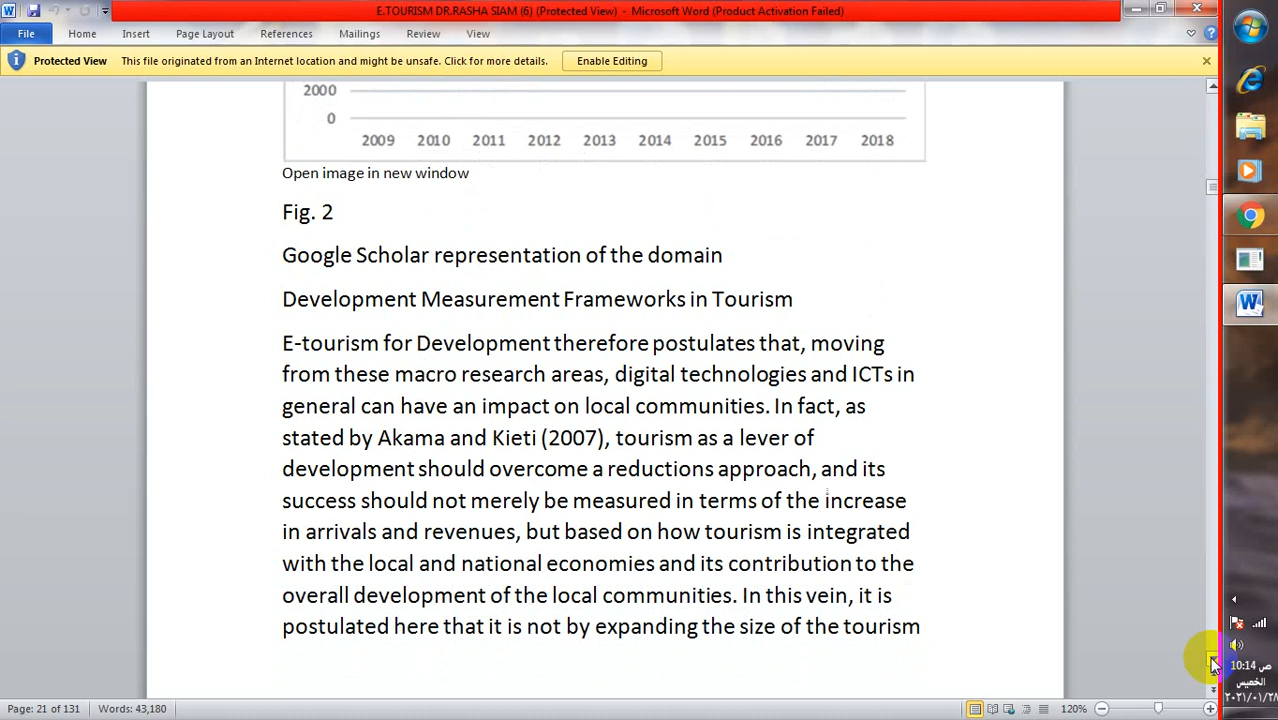 E.TOURISM DR.RASHA SIAM (6) (Protected View) - Microsoft Word (Product Activation Failed)
File Home Insert Page Layout References Mailings Review View
Protected View This file originated from an Internet location and might be unsafe. Click for more details. Enable Editing
2000
0
2009 2010 2011 2012 2013 2014 2015 2016 2017 2018
Open image in new window
Fig. 2
Google Scholar representation of the domain
Development Measurement Frameworks in Tourism
E-tourism for Development therefore postulates that, moving
from these macro research areas, digital technologies and ICTs in
general can have an impact on local communities. In fact, as
stated by Akama and Kieti (2007), tourism as a lever of
development should overcome a reductions approach, and its
success should not merely be measured in terms of the increase
in arrivals and revenues, but based on how tourism is integrated
with the local and national economies and its contribution to the
overall development of the local communities. In this vein, it is
postulated here that it is not by expanding the size of the tourism
10:14 ص
الخميس
٢٠٢١/٠١/٢٨
Page: 21 of 131 Words: 43,180 120%